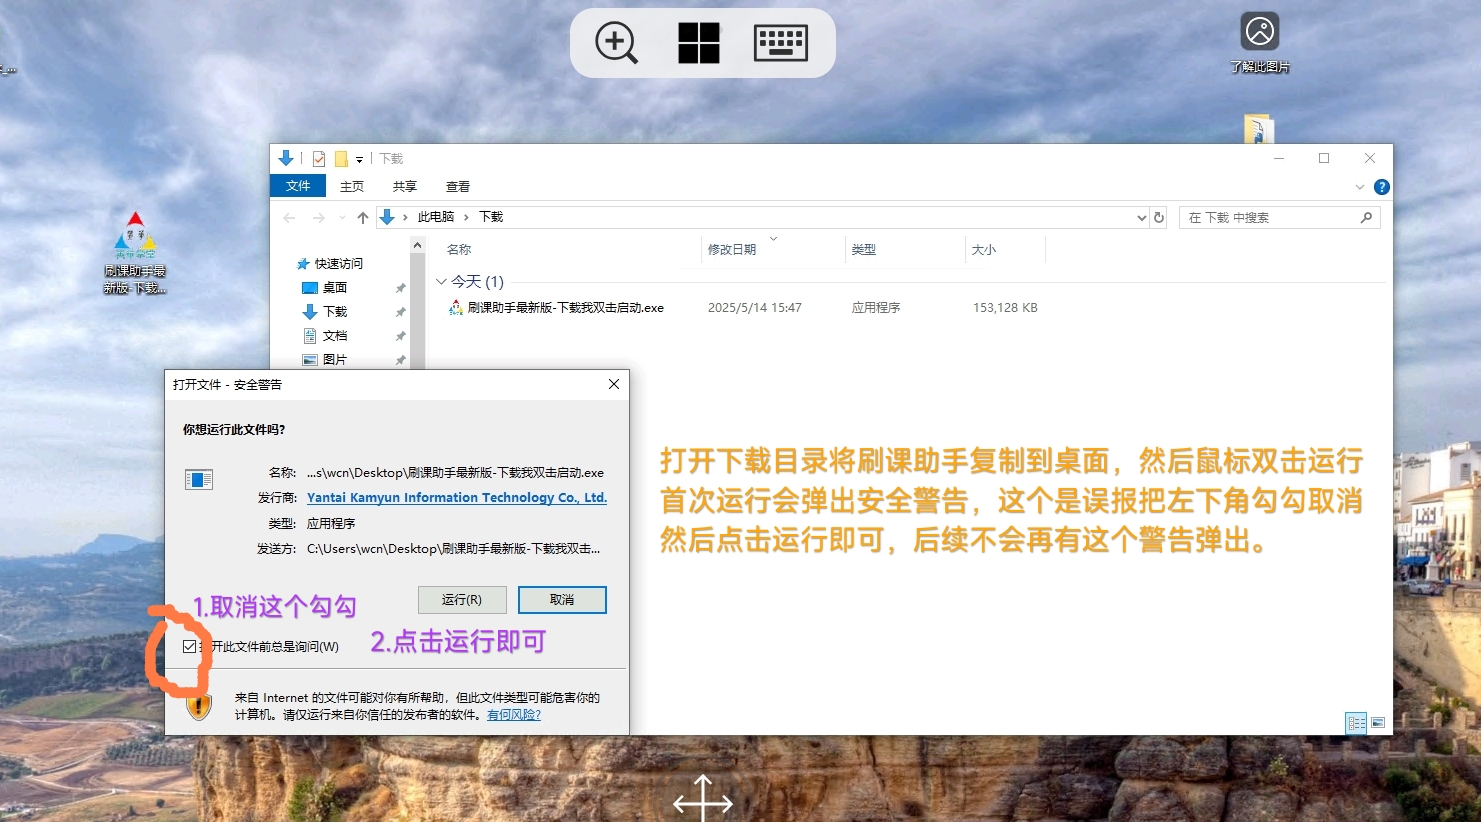 了解此图片
刷课助手最
新版-下载...
下载
文件 主页 共享 查看
此电脑 下载
在 下载 中搜索
名称 修改日期 类型 大小
快速访问
桌面
下载
文档
图片
今天 (1)
刷课助手最新版-下载我双击启动.exe 2025/5/14 15:47 应用程序 153,128 KB
打开文件 - 安全警告
你想运行此文件吗?
名称: ...s\wcn\Desktop\刷课助手最新版-下载我双击启动.exe
发行商: Yantai Kamyun Information Technology Co., Ltd.
类型: 应用程序
发送方: C:\Users\wcn\Desktop\刷课助手最新版-下载我双击...
运行(R) 取消
1.取消这个勾勾
2.点击运行即可
打开此文件前总是询问(W)
来自 Internet 的文件可能对你有所帮助，但此文件类型可能危害你的
计算机。请仅运行来自你信任的发布者的软件。有何风险?
打开下载目录将刷课助手复制到桌面，然后鼠标双击运行
首次运行会弹出安全警告，这个是误报把左下角勾勾取消
然后点击运行即可，后续不会再有这个警告弹出。